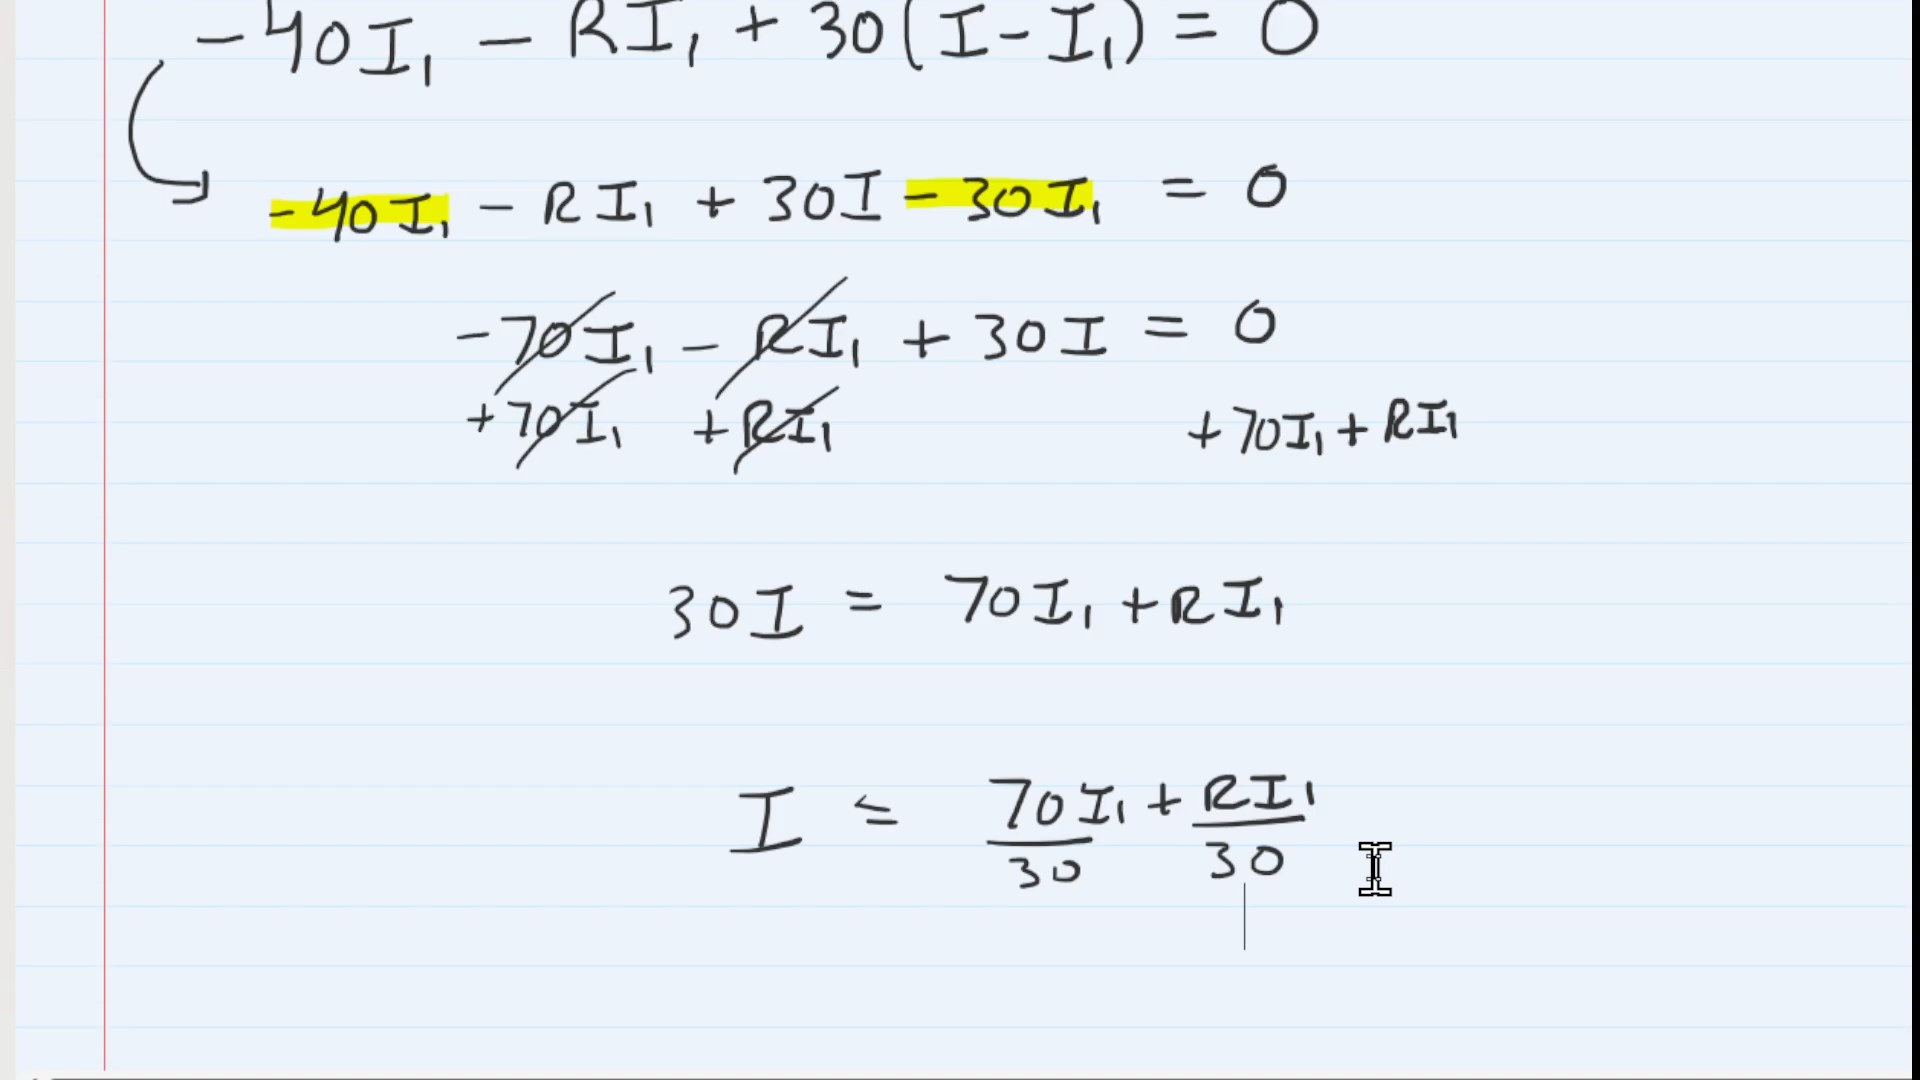 -40I₁ - RI₁ + 30(I - I₁) = 0
-40I₁ - RI₁ + 30I - 30I₁ = 0
-70I₁ - RI₁ + 30I = 0
+70I₁ +RI₁ +70I₁ + RI₁
30I = 70I₁ + RI₁
I = 70I₁/30 + RI₁/30